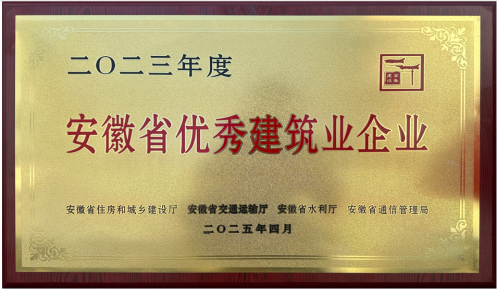 二〇二三年度
安徽省优秀建筑业企业
安徽省住房和城乡建设厅 安徽省交通运输厅 安徽省水利厅 安徽省通信管理局
二〇二五年四月